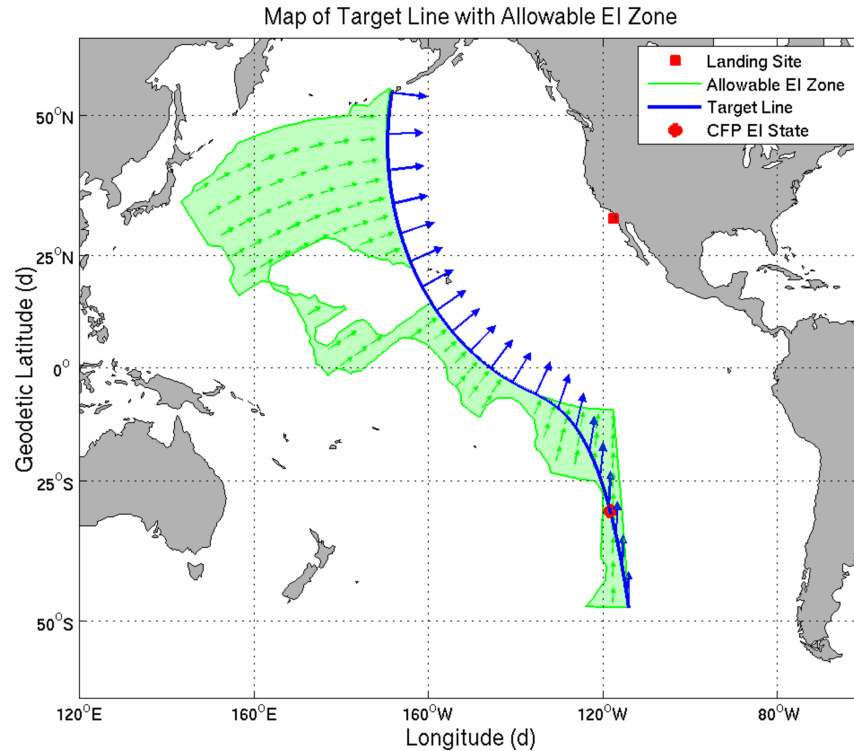 Map of Target Line with Allowable EI Zone
Landing Site
Allowable EI Zone
Target Line
CFP EI State
Geodetic Latitude (d)
50°N
25°N
0°
25°S
50°S
120°E
160°E
160°W
120°W
80°W
Longitude (d)